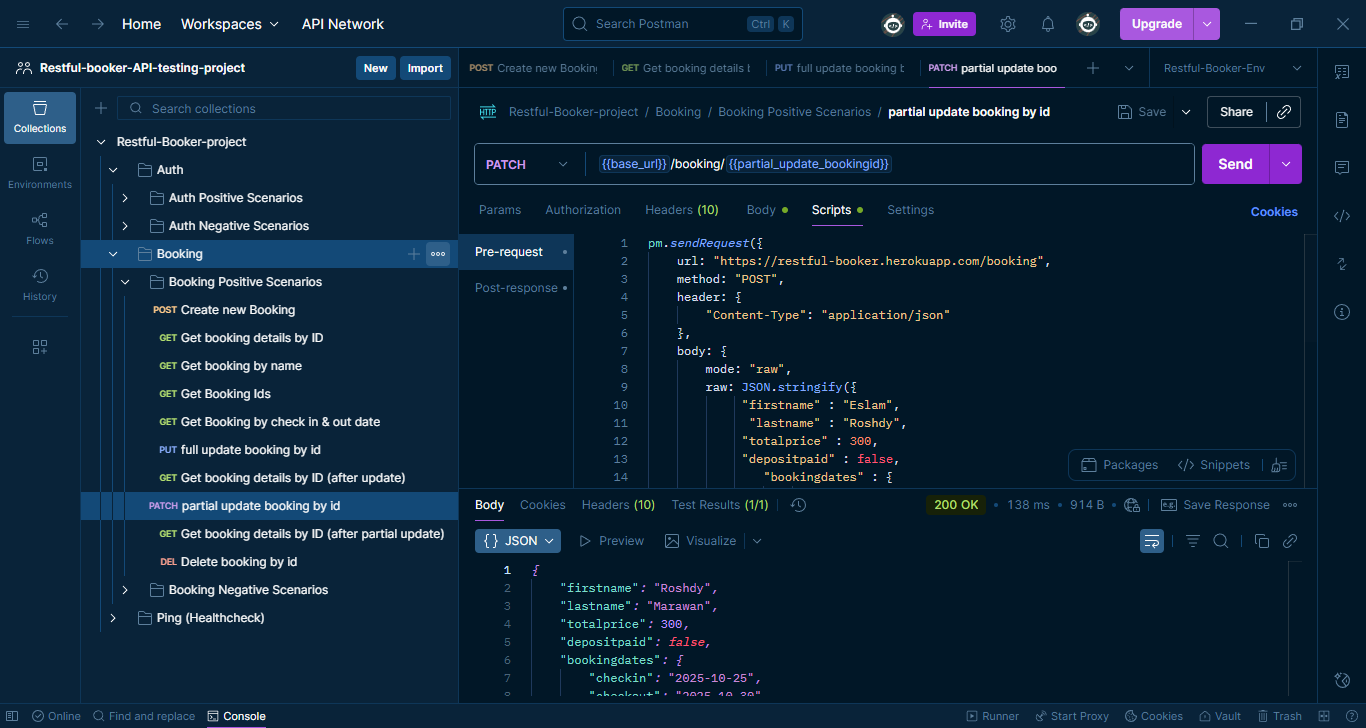 Home Workspaces API Network Search Postman Ctrl K Invite Upgrade
Restful-booker-API-testing-project New Import
POST Create new Booking GET Get booking details b PUT full update booking b PATCH partial update boo Restful-Booker-Env
Collections
Environments
Flows
History
Search collections
Restful-Booker-project
Auth
Auth Positive Scenarios
Auth Negative Scenarios
Booking
Booking Positive Scenarios
POST Create new Booking
GET Get booking details by ID
GET Get booking by name
GET Get Booking Ids
GET Get Booking by check in & out date
PUT full update booking by id
GET Get booking details by ID (after update)
PATCH partial update booking by id
GET Get booking details by ID (after partial update)
DEL Delete booking by id
Booking Negative Scenarios
Ping (Healthcheck)
HTTP Restful-Booker-project / Booking / Booking Positive Scenarios / partial update booking by id Save Share
PATCH {{base_url}} /booking/ {{partial_update_bookingid}} Send
Params Authorization Headers (10) Body Scripts Settings Cookies
Pre-request
Post-response
1 pm.sendRequest({
2 url: "https://restful-booker.herokuapp.com/booking",
3 method: "POST",
4 header: {
5 "Content-Type": "application/json"
6 },
7 body: {
8 mode: "raw",
9 raw: JSON.stringify({
10 "firstname" : "Eslam",
11 "lastname" : "Roshdy",
12 "totalprice" : 300,
13 "depositpaid" : false,
14 "bookingdates" : {
Packages Snippets
Body Cookies Headers (10) Test Results (1/1) 200 OK • 138 ms • 914 B • e.g. Save Response
{} JSON Preview Visualize
1 {
2 "firstname": "Roshdy",
3 "lastname": "Marawan",
4 "totalprice": 300,
5 "depositpaid": false,
6 "bookingdates": {
7 "checkin": "2025-10-25",
8 "checkout": "2025-10-30"
Online Find and replace Console Runner Start Proxy Cookies Vault Trash